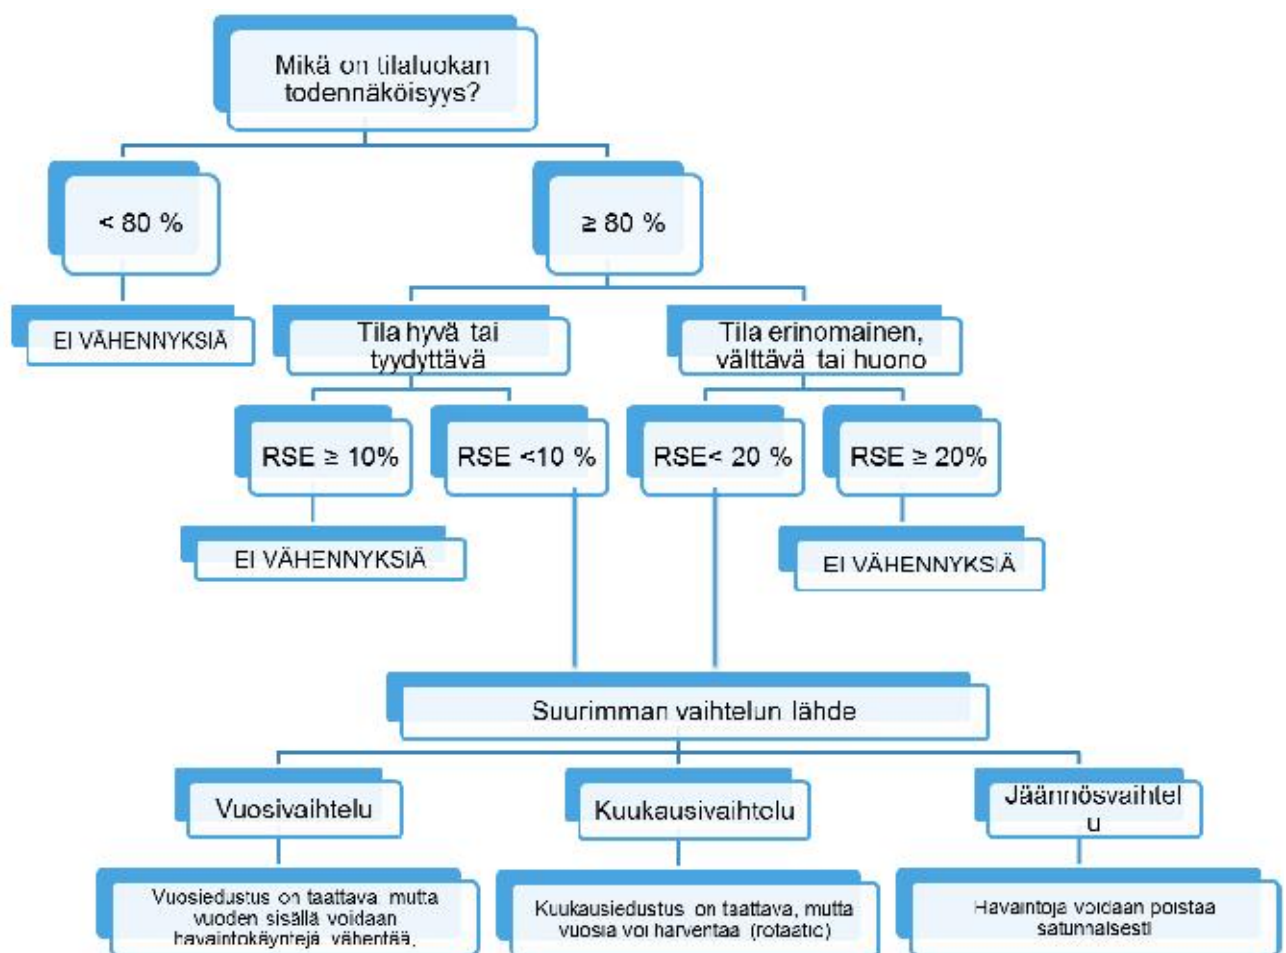 Mikä on tilaluokan
todennäköisyys?
< 80 %
≥ 80 %
EI VÄHENNYKSIÄ
Tila hyvä tai
tyydyttävä
Tila erinomainen,
välttävä tai huono
RSE ≥ 10%
RSE <10 %
RSE< 20 %
RSE ≥ 20%
EI VÄHENNYKSIÄ
EI VÄHENNYKSIÄ
Suurimman vaihtelun lähde
Vuosivaihtelu
Kuukausivaihtelu
Jäännösvaihtel
u
Vuosiedustus on taattava mutta
vuoden sisällä voidaan
havaintokäyntejä vähentää,
Kuukausiedustus on taattava, mutta
vuosia voi harventaa (rotaatio)
Havaintoja voidaan poistaa
satunnaisesti